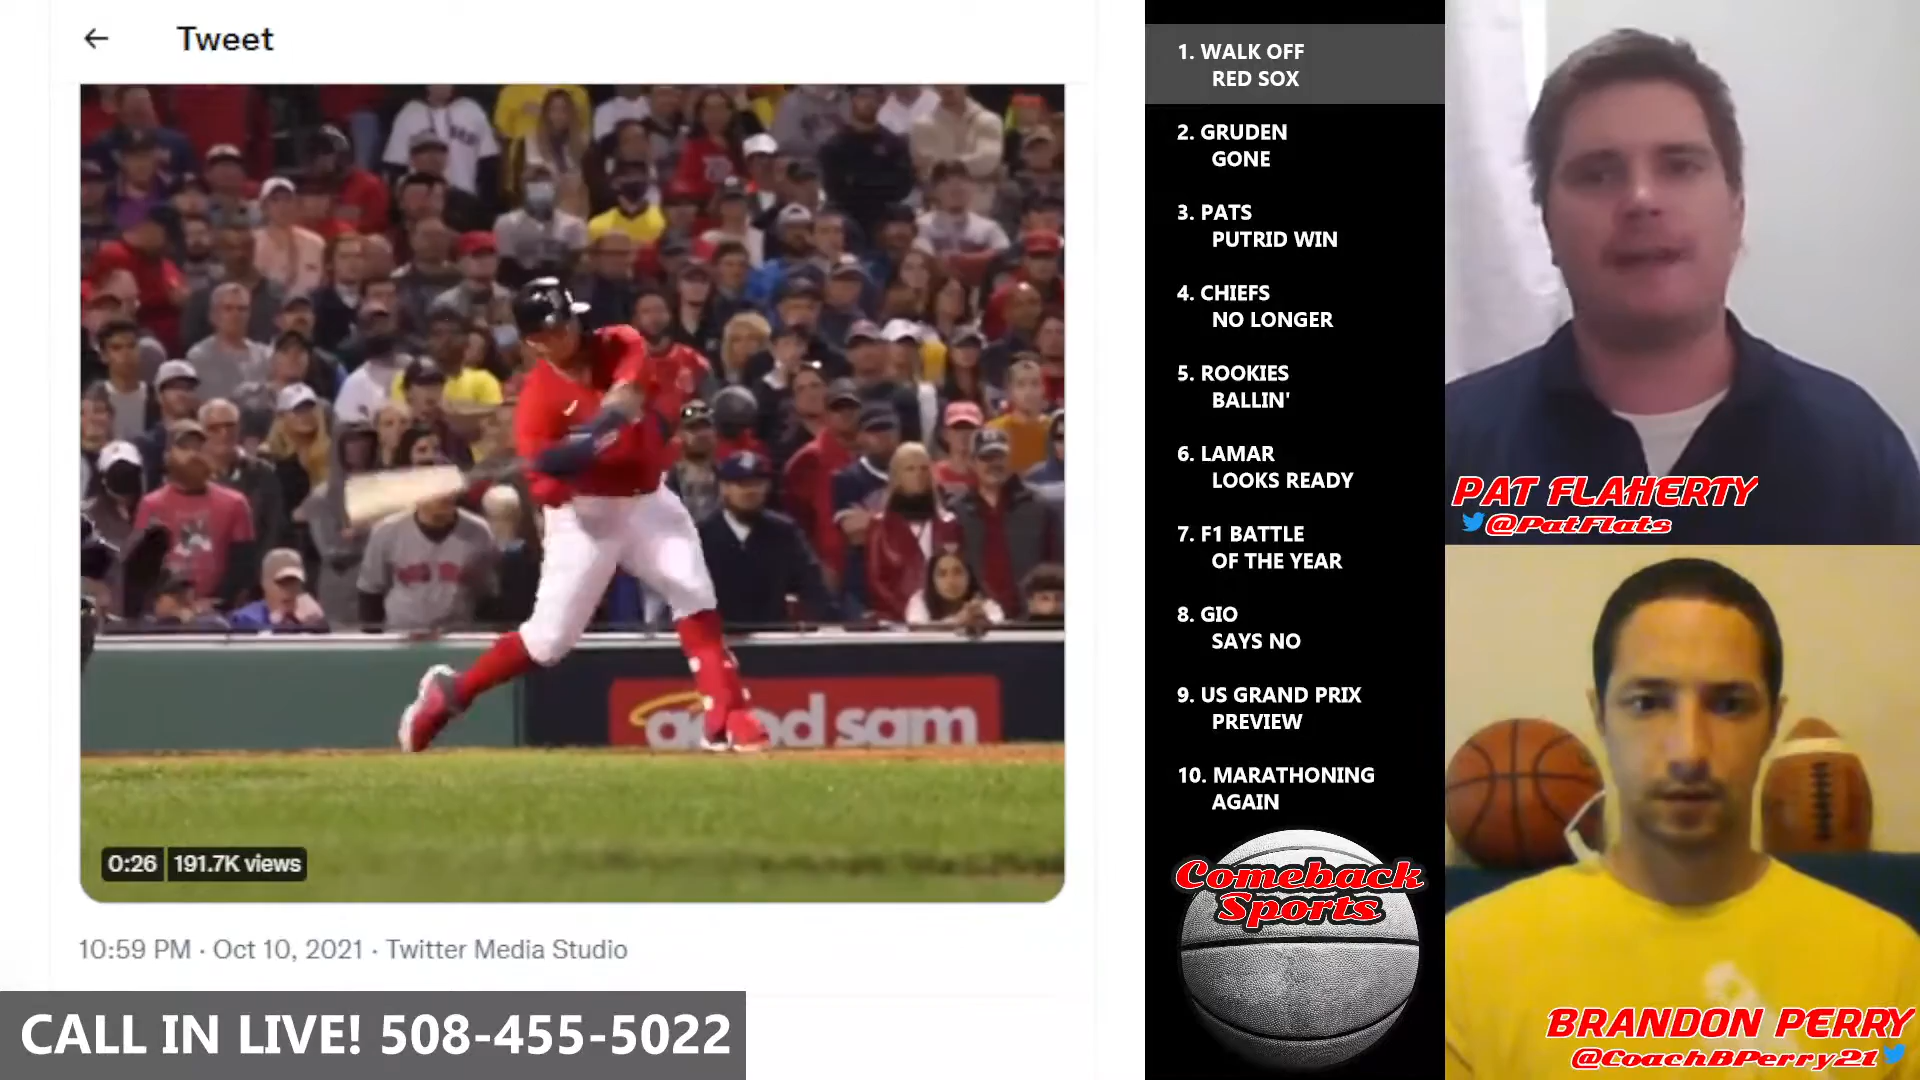 Tweet
good sam
0:26
191.7K views
10:59 PM · Oct 10, 2021 · Twitter Media Studio
CALL IN LIVE! 508-455-5022
1. WALK OFF
RED SOX
2. GRUDEN
GONE
3. PATS
PUTRID WIN
4. CHIEFS
NO LONGER
5. ROOKIES
BALLIN'
6. LAMAR
LOOKS READY
7. F1 BATTLE
OF THE YEAR
8. GIO
SAYS NO
9. US GRAND PRIX
PREVIEW
10. MARATHONING
AGAIN
Comeback
Sports
PAT FLAHERTY
@PatFlats
BRANDON PERRY
@CoachBPerry21